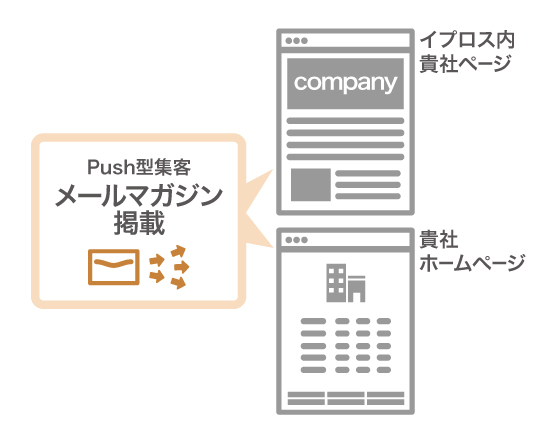 Push型集客
メールマガジン
掲載
company
イプロス内
貴社ページ
貴社
ホームページ